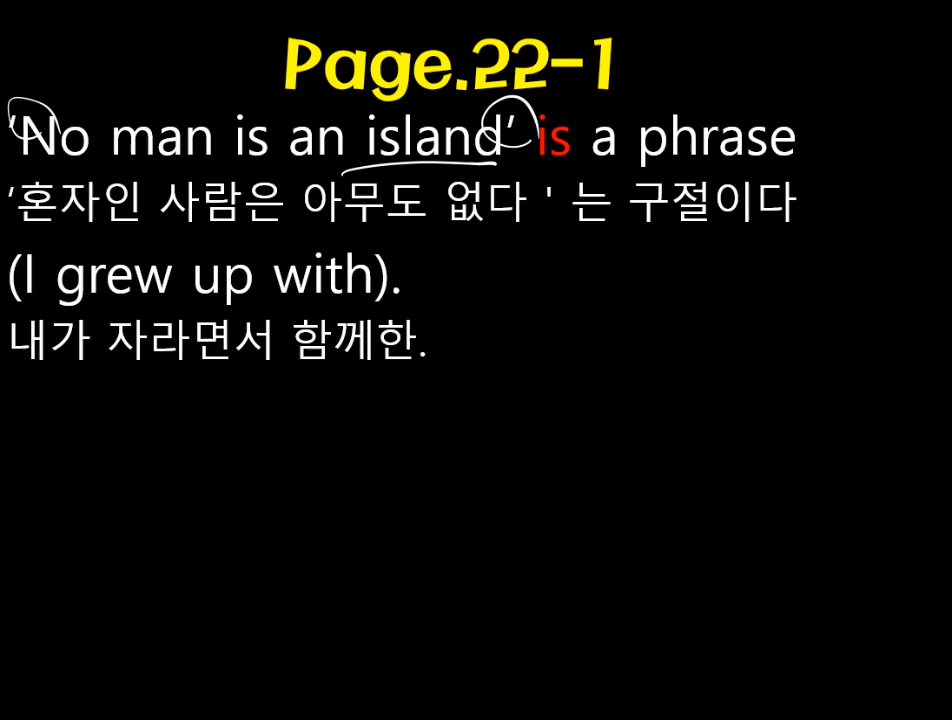 Page.22-1
'No man is an island' is a phrase
‘혼자인 사람은 아무도 없다 ' 는 구절이다
(I grew up with).
내가 자라면서 함께한.